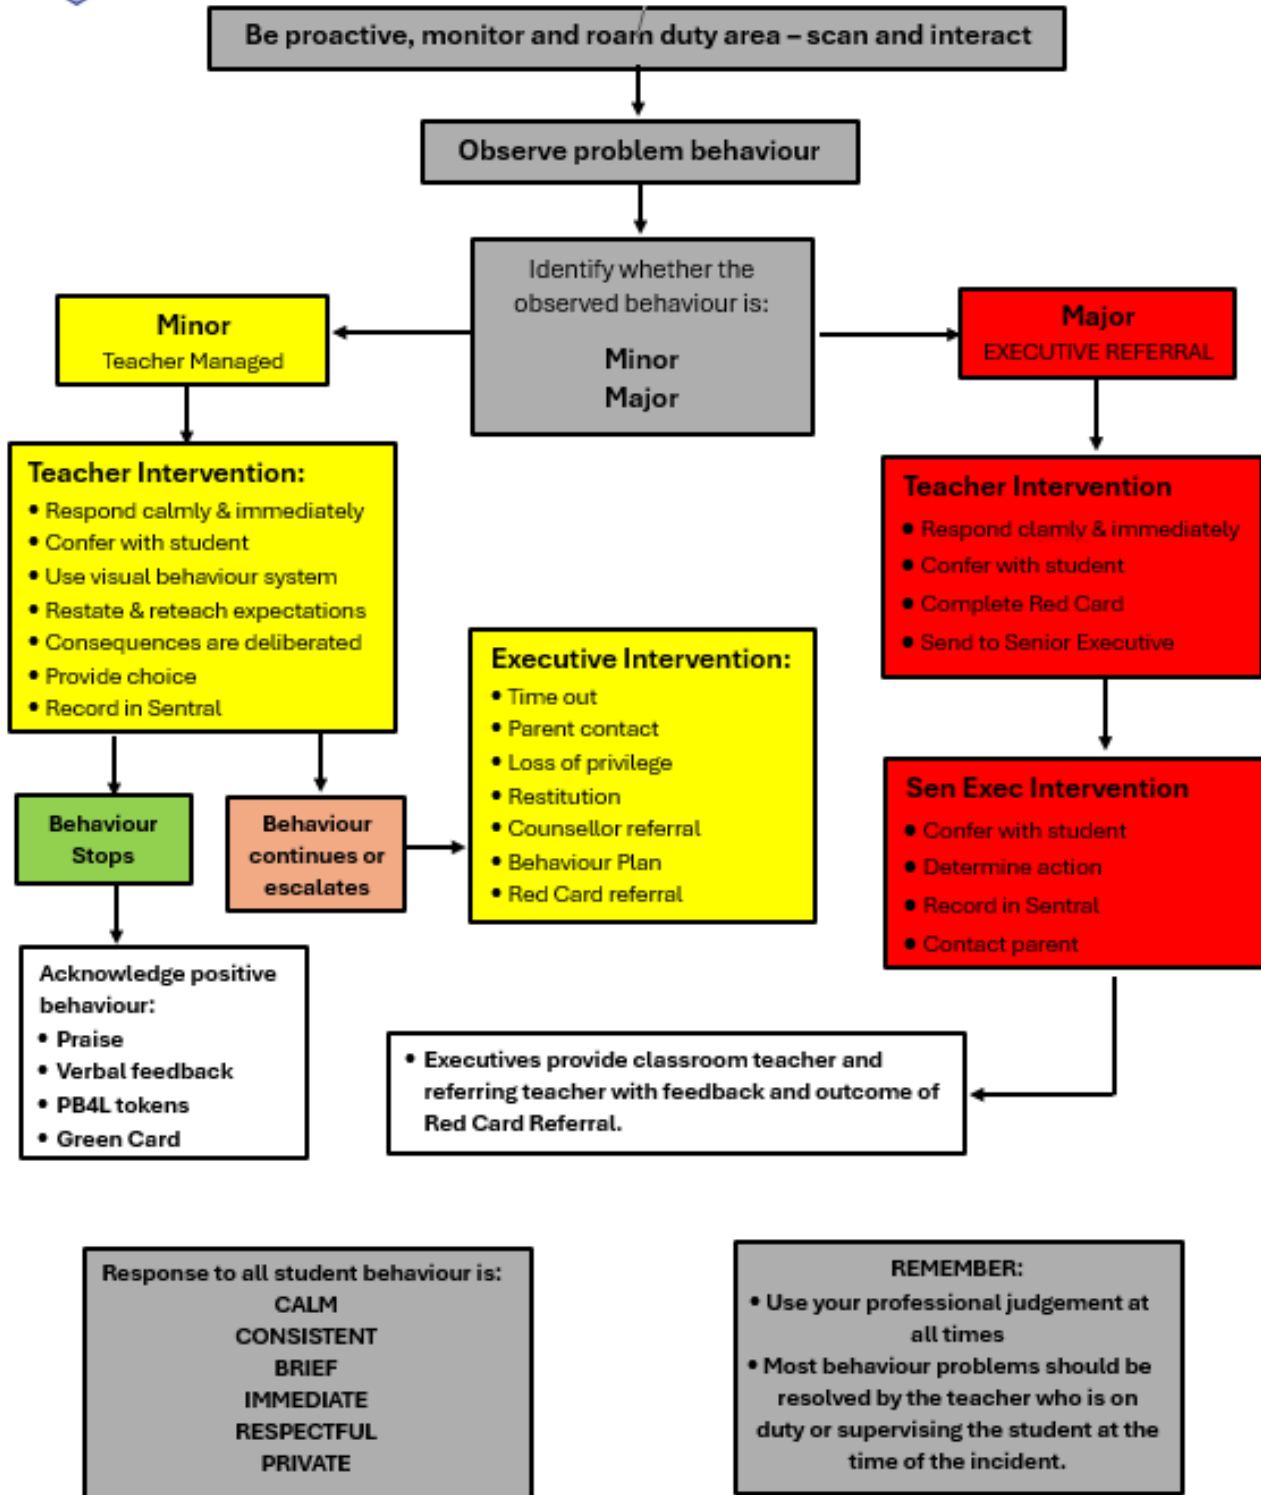 Be proactive, monitor and roam duty area – scan and interact
Observe problem behaviour
Identify whether the
observed behaviour is:
Minor
Major
Minor
Teacher Managed
Major
EXECUTIVE REFERRAL
Teacher Intervention:
• Respond calmly & immediately
• Confer with student
• Use visual behaviour system
• Restate & reteach expectations
• Consequences are deliberated
• Provide choice
• Record in Sentral
Teacher Intervention
• Respond clamly & immediately
• Confer with student
• Complete Red Card
• Send to Senior Executive
Executive Intervention:
• Time out
• Parent contact
• Loss of privilege
• Restitution
• Counsellor referral
• Behaviour Plan
• Red Card referral
Behaviour
Stops
Behaviour
continues or
escalates
Sen Exec Intervention
• Confer with student
• Determine action
• Record in Sentral
• Contact parent
Acknowledge positive
behaviour:
• Praise
• Verbal feedback
• PB4L tokens
• Green Card
• Executives provide classroom teacher and
referring teacher with feedback and outcome of
Red Card Referral.
Response to all student behaviour is:
CALM
CONSISTENT
BRIEF
IMMEDIATE
RESPECTFUL
PRIVATE
REMEMBER:
• Use your professional judgement at
all times
• Most behaviour problems should be
resolved by the teacher who is on
duty or supervising the student at the
time of the incident.